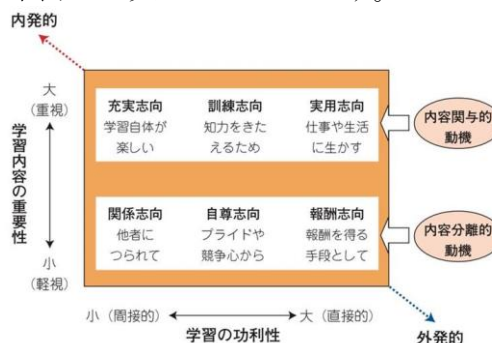 内発的
大
(重視)
学習内容の重要性
小
(軽視)
充実志向
学習自体が
楽しい
訓練志向
知力をきた
えるため
実用志向
仕事や生活
に生かす
内容関与的
動機
関係志向
他者に
つられて
自尊志向
プライドや
競争心から
報酬志向
報酬を得る
手段として
内容分離的
動機
小(間接的) 大(直接的)
学習の功利性
外発的